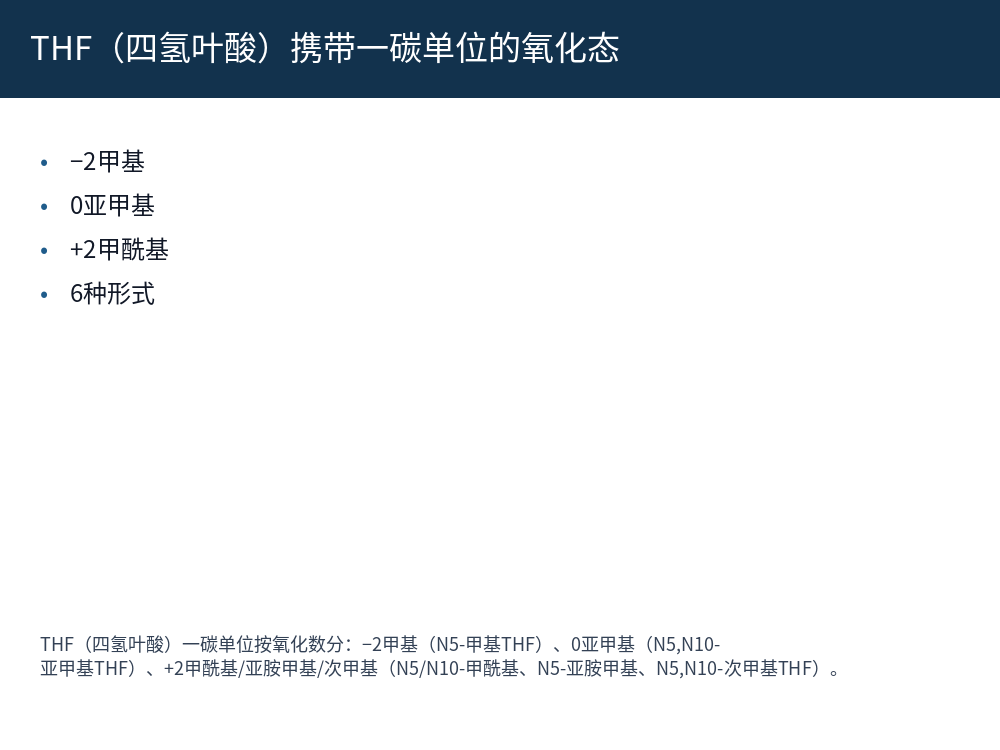 THF（四氢叶酸）携带一碳单位的氧化态
• −2甲基
• 0亚甲基
• +2甲酰基
• 6种形式
THF（四氢叶酸）一碳单位按氧化数分：−2甲基（N5-甲基THF）、0亚甲基（N5,N10-
亚甲基THF）、+2甲酰基/亚胺甲基/次甲基（N5/N10-甲酰基、N5-亚胺甲基、N5,N10-次甲基THF）。